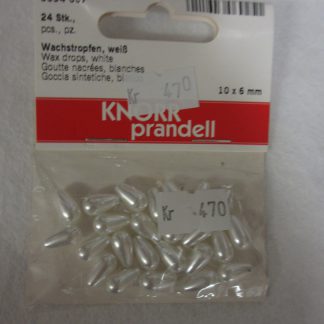 24 Stk.,
pcs., pz.
Wachstropfen, weiß
Wax drops, white
Goutte nacrées, blanches
Goccia sintetiche,
Kr 470
KNORR
prandell
10 x 6 mm
Kr 470